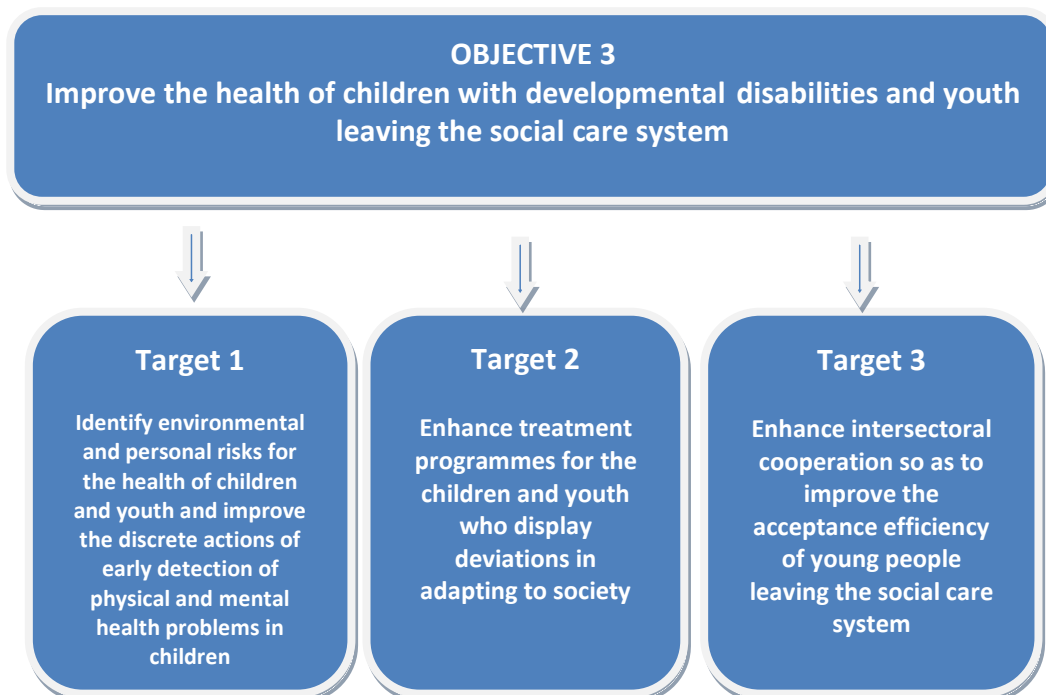 OBJECTIVE 3
Improve the health of children with developmental disabilities and youth
leaving the social care system
Target 1
Identify environmental
and personal risks for
the health of children
and youth and improve
the discrete actions of
early detection of
physical and mental
health problems in
children
Target 2
Enhance treatment
programmes for the
children and youth
who display
deviations in
adapting to society
Target 3
Enhance intersectoral
cooperation so as to
improve the
acceptance efficiency
of young people
leaving the social care
system